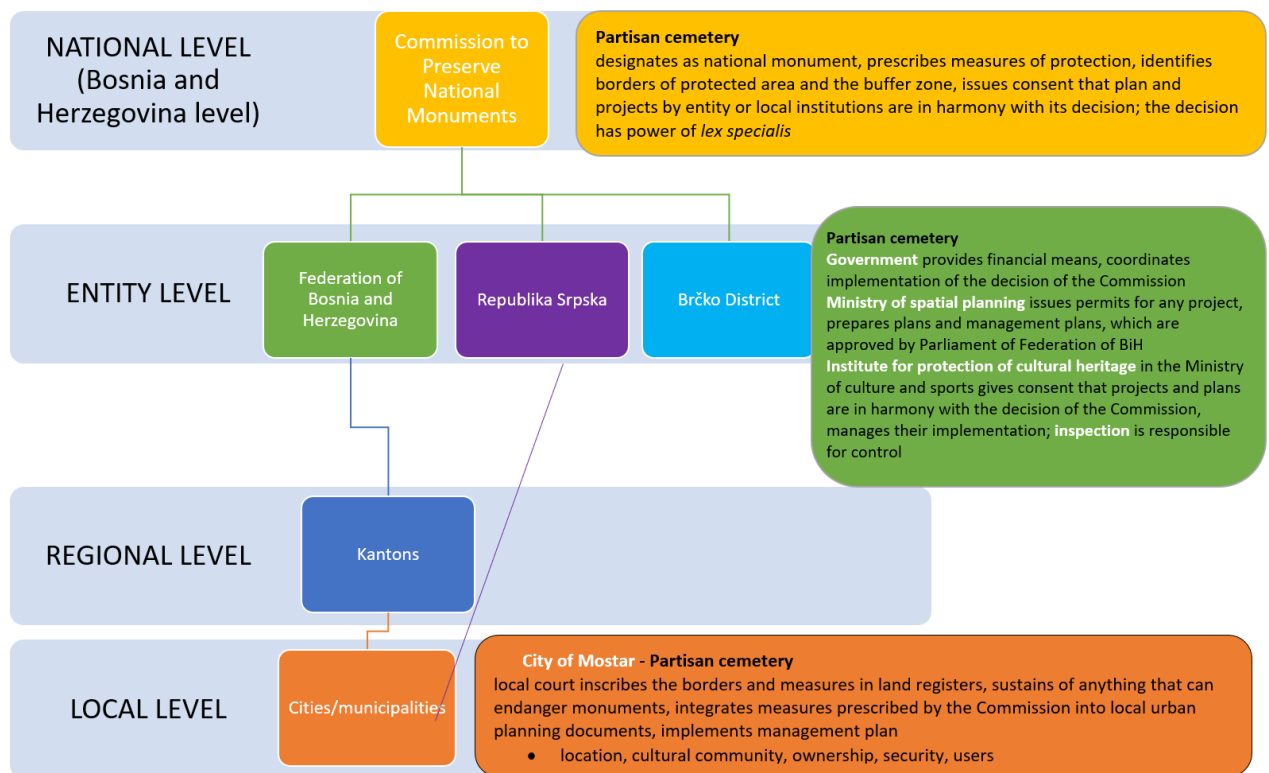 NATIONAL LEVEL
(Bosnia and
Herzegovina level)
Commission to
Preserve
National
Monuments
Partisan cemetery
designates as national monument, prescribes measures of protection, identifies
borders of protected area and the buffer zone, issues consent that plan and
projects by entity or local institutions are in harmony with its decision; the decision
has power of lex specialis
ENTITY LEVEL
Federation of
Bosnia and
Herzegovina
Republika Srpska
Brčko District
Partisan cemetery
Government provides financial means, coordinates
implementation of the decision of the Commission
Ministry of spatial planning issues permits for any project,
prepares plans and management plans, which are
approved by Parliament of Federation of BiH
Institute for protection of cultural heritage in the Ministry
of culture and sports gives consent that projects and plans
are in harmony with the decision of the Commission,
manages their implementation; inspection is responsible
for control
REGIONAL LEVEL
Kantons
LOCAL LEVEL
Cities/municipalities
City of Mostar - Partisan cemetery
local court inscribes the borders and measures in land registers, sustains of anything that can
endanger monuments, integrates measures prescribed by the Commission into local urban
planning documents, implements management plan
• location, cultural community, ownership, security, users